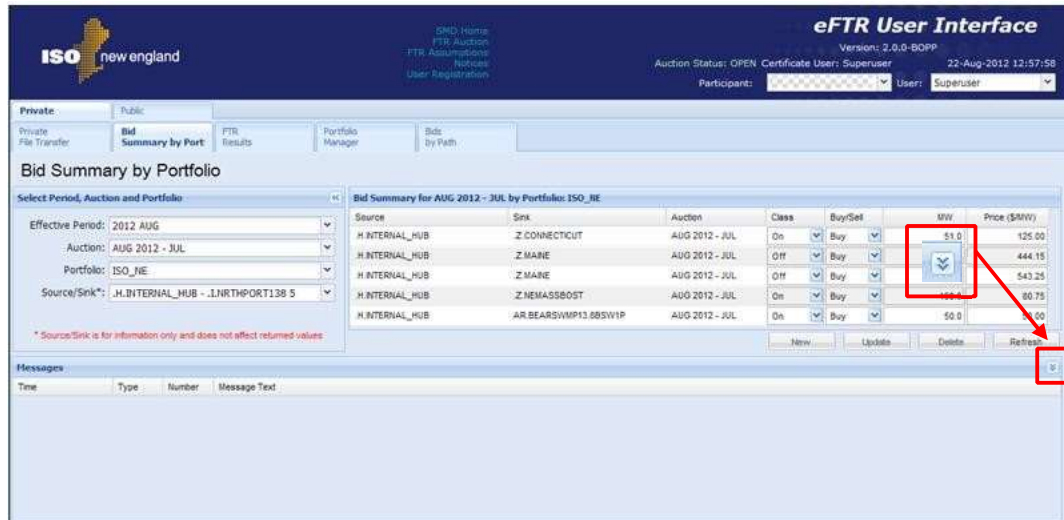 ISO new england
SMD Home
FTR Auction
FTR Assumptions
Notices
User Registration
eFTR User Interface
Version: 2.0.0-BOPP
Auction Status: OPEN Certificate User: Superuser 22-Aug-2012 12:57:58
Participant: User: Superuser
Private Public
Private File Transfer
Bid Summary by Port
FTR Results
Portfolio Manager
Bids by Path
Bid Summary by Portfolio
Select Period, Auction and Portfolio
Effective Period: 2012 AUG
Auction: AUG 2012 - JUL
Portfolio: ISO_NE
Source/Sink*: .H.INTERNAL_HUB - .I.NRTHPORT138 5
* Source/Sink is for information only and does not affect returned values
Bid Summary for AUG 2012 - JUL by Portfolio: ISO_NE
Source Sink Auction Class Buy/Sell MW Price ($/MW)
.H.INTERNAL_HUB .Z.CONNECTICUT AUG 2012 - JUL On Buy 51.0 125.00
.H.INTERNAL_HUB .Z.MAINE AUG 2012 - JUL Off Buy 444.15
.H.INTERNAL_HUB .Z.MAINE AUG 2012 - JUL Off Buy 543.25
.H.INTERNAL_HUB .Z.NEMASSBOST AUG 2012 - JUL On Buy 80.75
.H.INTERNAL_HUB AR.BEARSWMP13.8BSW1P AUG 2012 - JUL On Buy 50.0
New Update Delete Refresh
Messages
Time Type Number Message Text